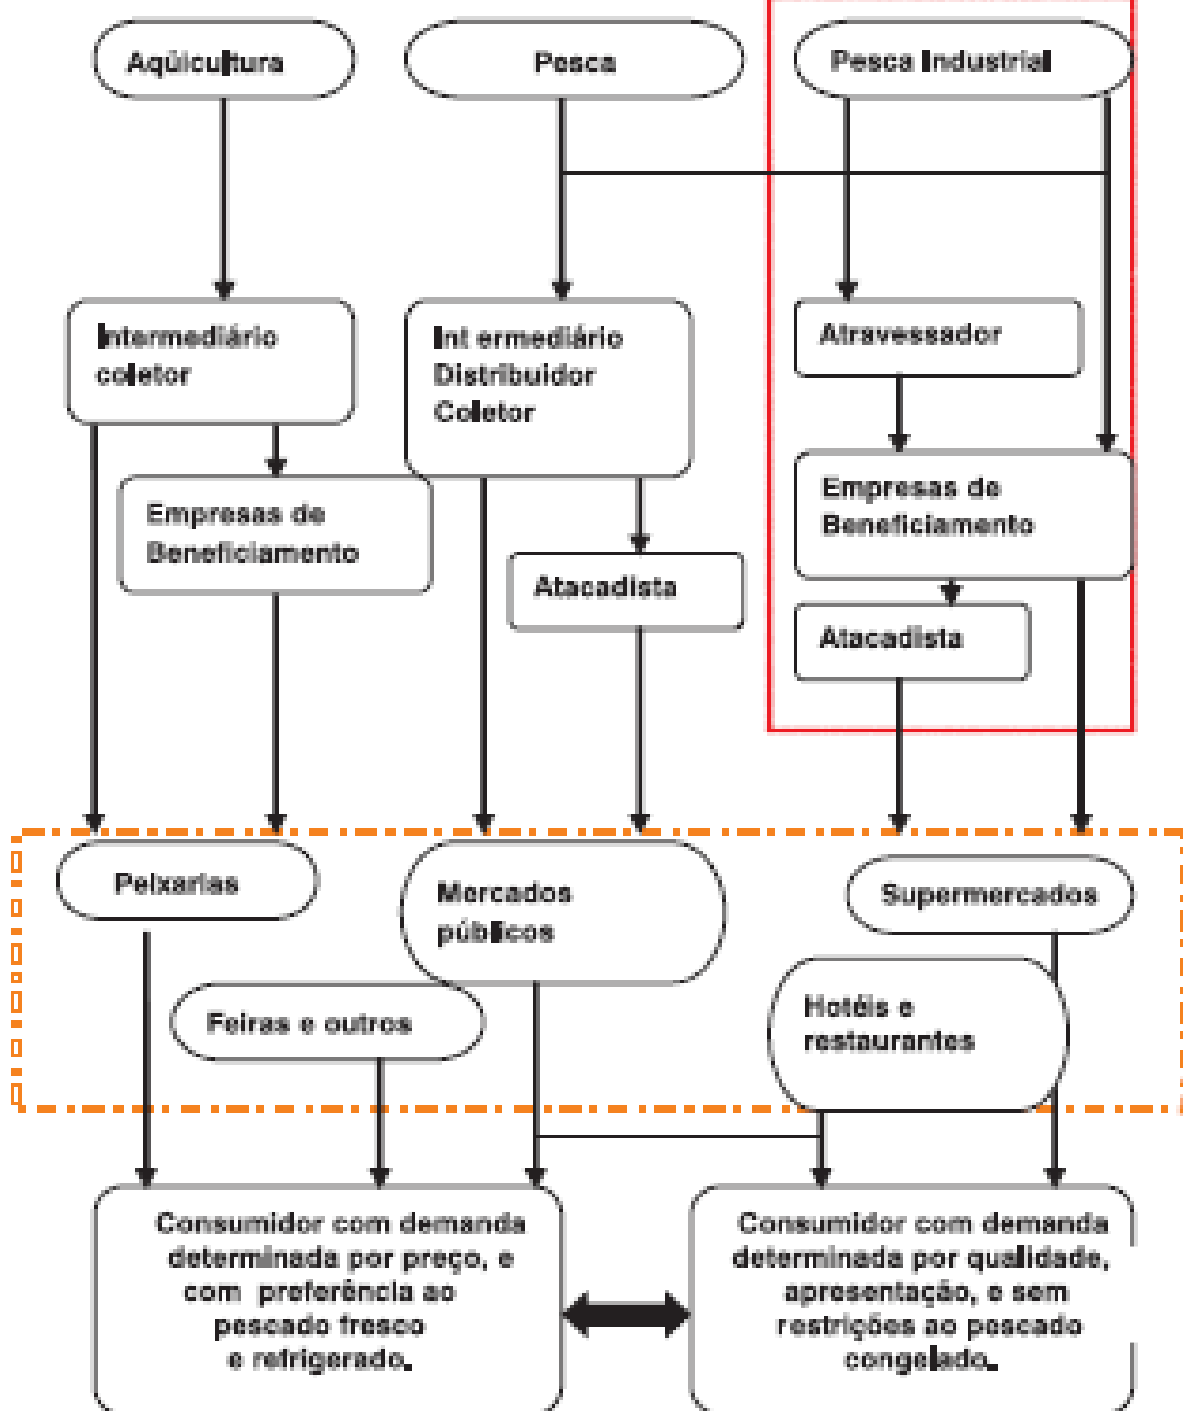 Aqüicultura
Pesca
Pesca Industrial
Intermediário
coletor
Int ermediário
Distribuidor
Coletor
Atravessador
Empresas de
Beneficiamento
Atacadista
Empresas de
Beneficiamento
Atacadista
Peixarias
Mercados
públicos
Supermercados
Feiras e outros
Hotéis e
restaurantes
Consumidor com demanda
determinada por preço, e
com preferência ao
pescado fresco
e refrigerado.
Consumidor com demanda
determinada por qualidade,
apresentação, e sem
restrições ao pescado
congelado.